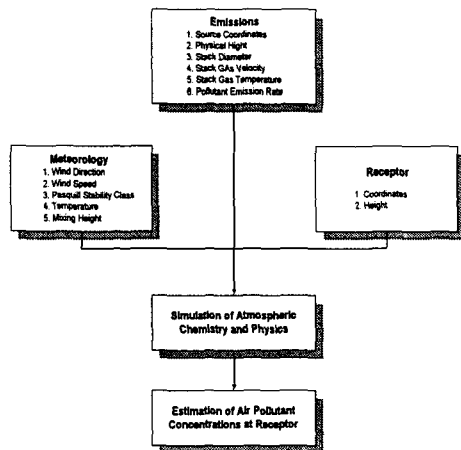 Emissions
1. Source Coordinates
2. Physical Hight
3. Stack Diameter
4. Stack GAs Velocity
5. Stack Gas Temperature
6. Pollutant Emission Rate
Meteorology
1. Wind Direction
2. Wind Speed
3. Pasquill Stability Class
4. Temperature
5. Mixing Height
Receptor
1. Coordinates
2. Height
Simulation of Atmospheric
Chemistry and Physics
Estimation of Air Pollutant
Concentrations at Receptor